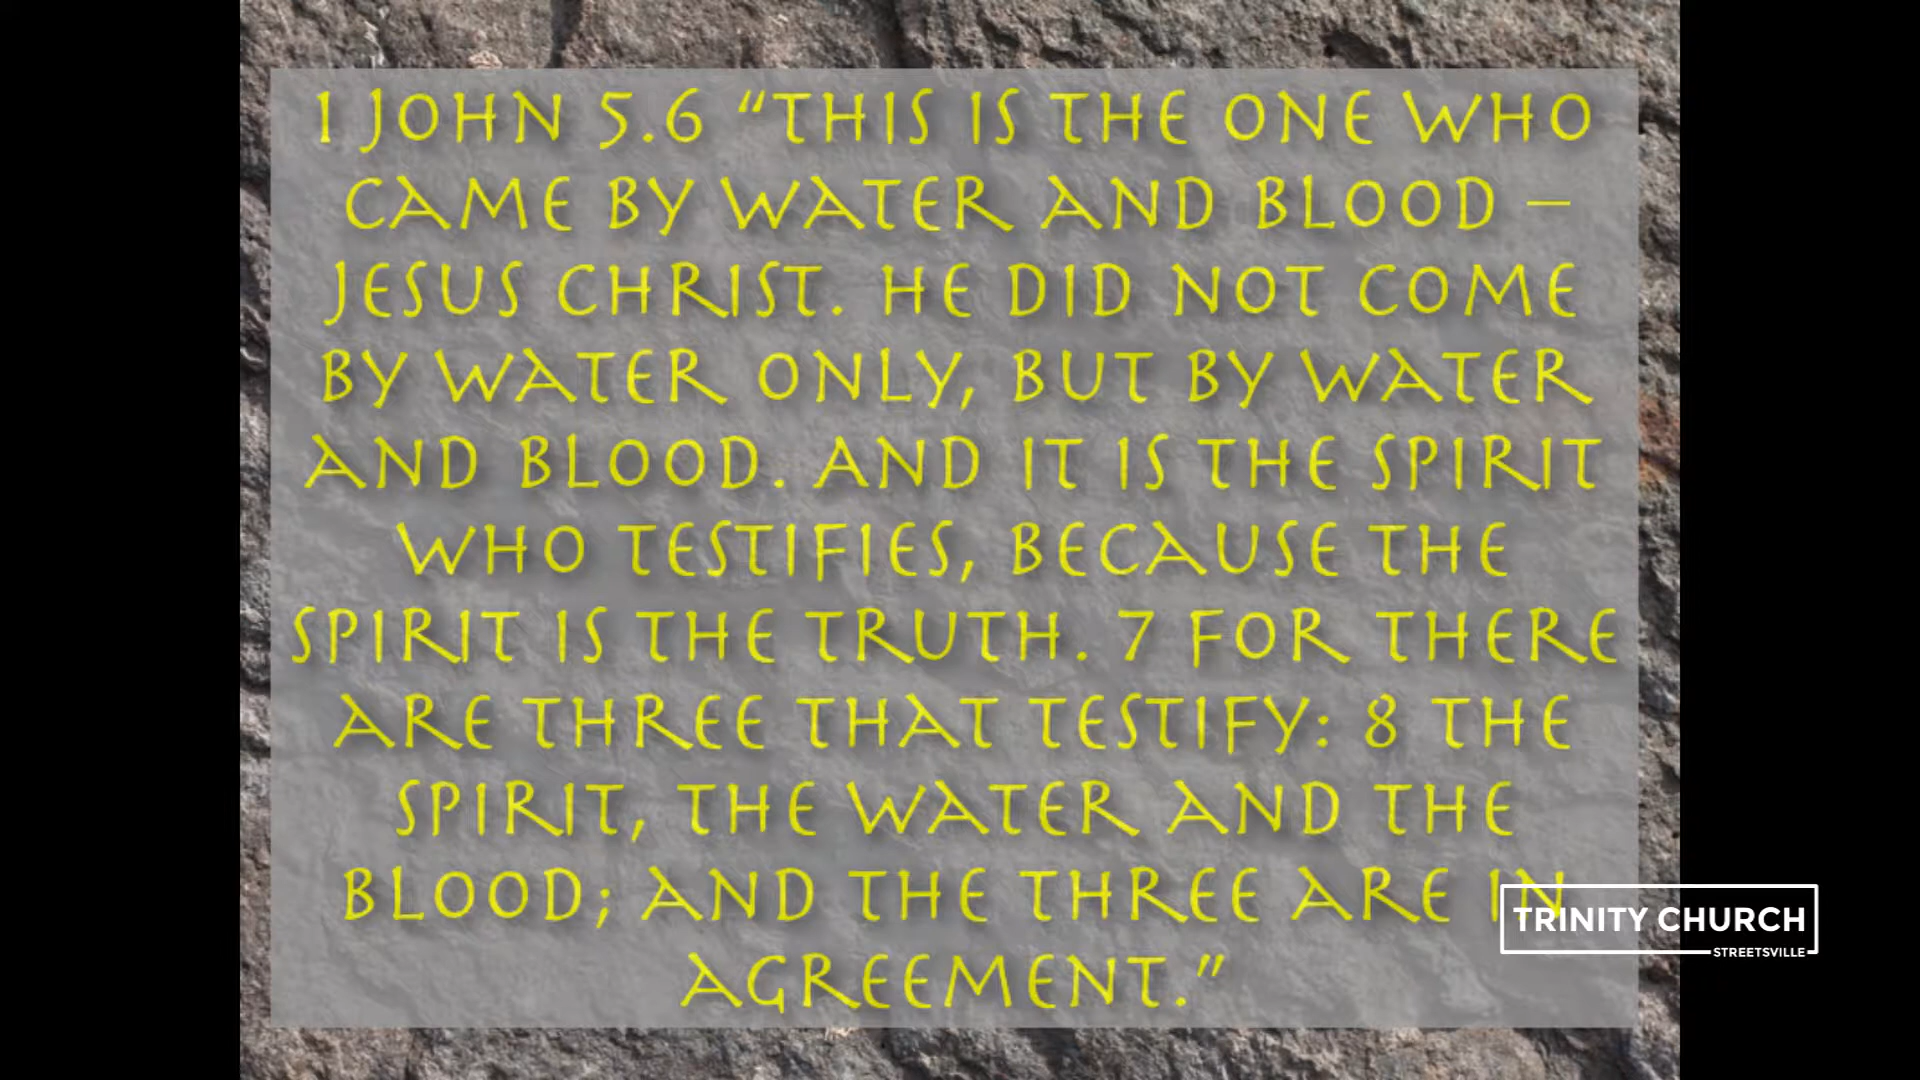 1 JOHN 5.6 “THIS IS THE ONE WHO
CAME BY WATER AND BLOOD –
JESUS CHRIST. HE DID NOT COME
BY WATER ONLY, BUT BY WATER
AND BLOOD. AND IT IS THE SPIRIT
WHO TESTIFIES, BECAUSE THE
SPIRIT IS THE TRUTH. 7 FOR THERE
ARE THREE THAT TESTIFY: 8 THE
SPIRIT, THE WATER AND THE
BLOOD; AND THE THREE ARE IN
AGREEMENT.”
TRINITY CHURCH
STREETSVILLE